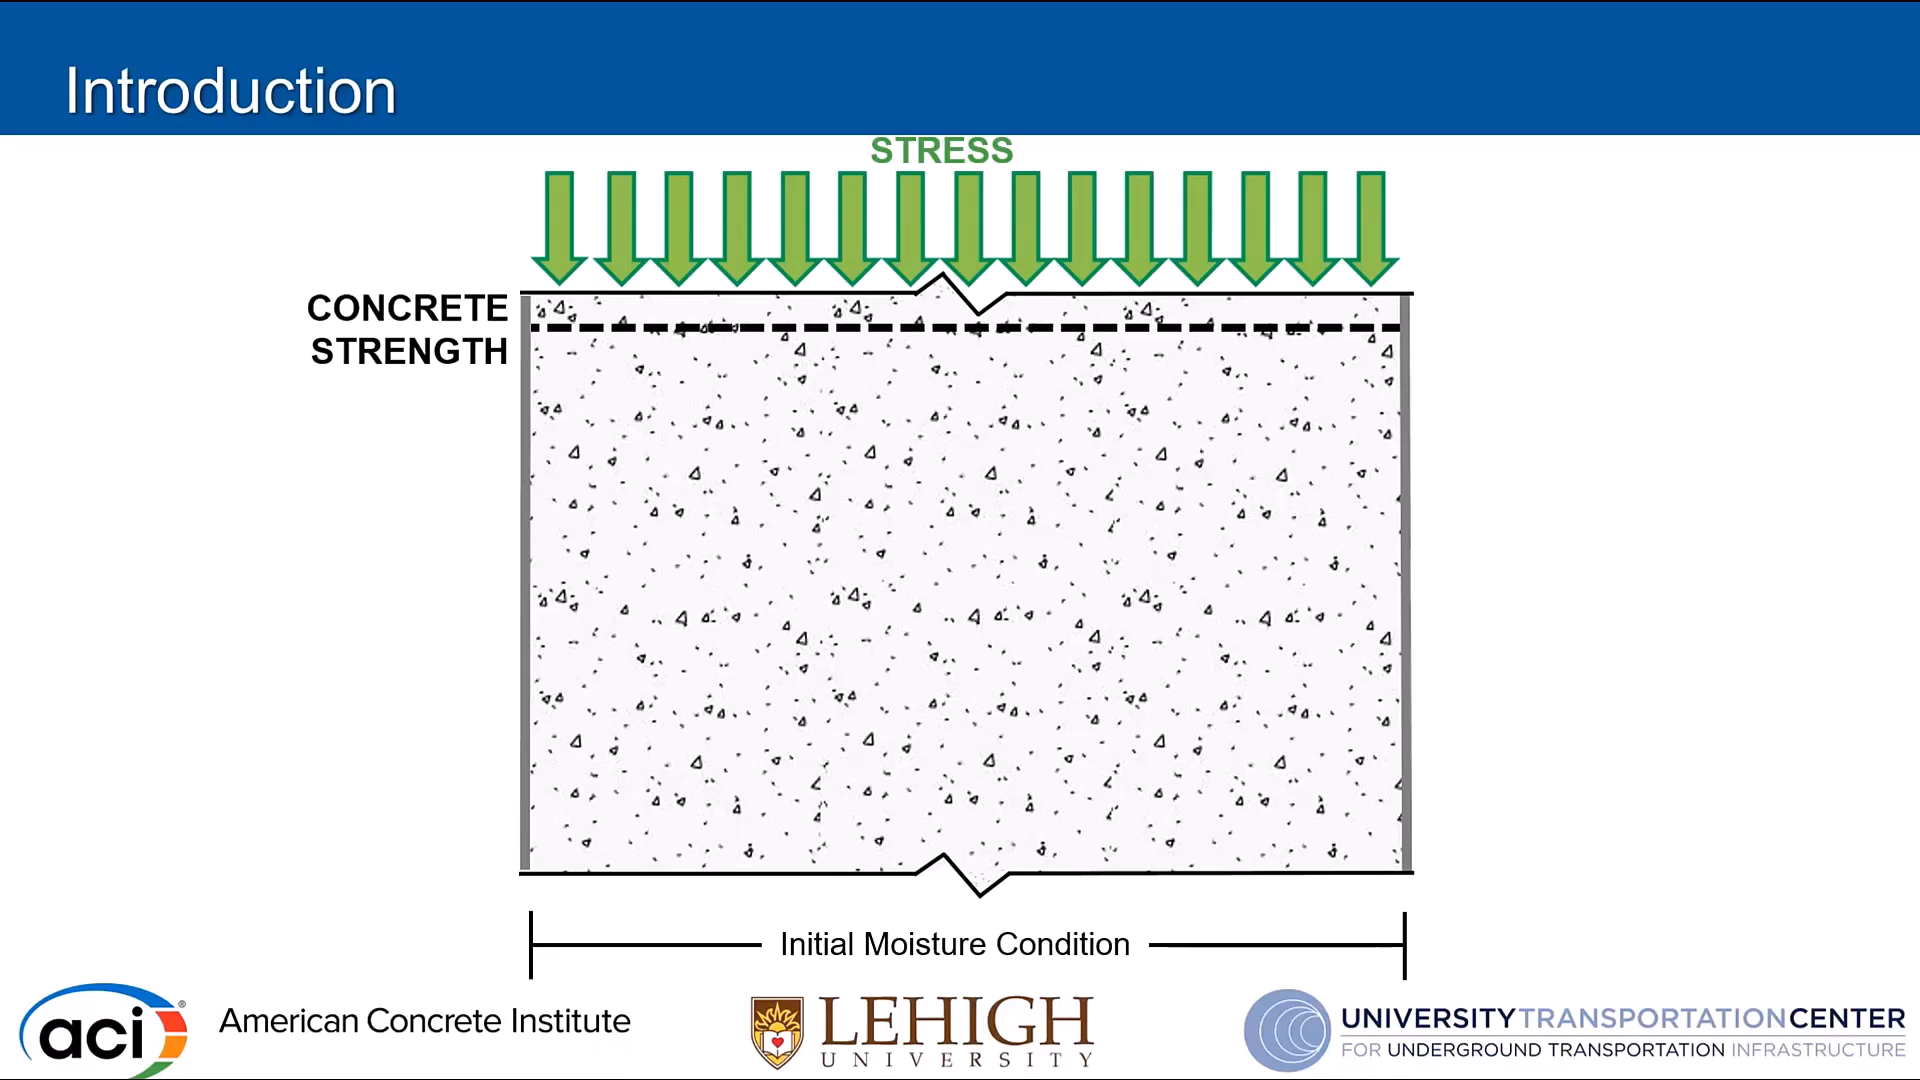 Introduction
STRESS
CONCRETE
STRENGTH
Initial Moisture Condition
aci®
American Concrete Institute
LEHIGH
UNIVERSITY
UNIVERSITYTRANSPORTATIONCENTER
FOR UNDERGROUND TRANSPORTATION INFRASTRUCTURE